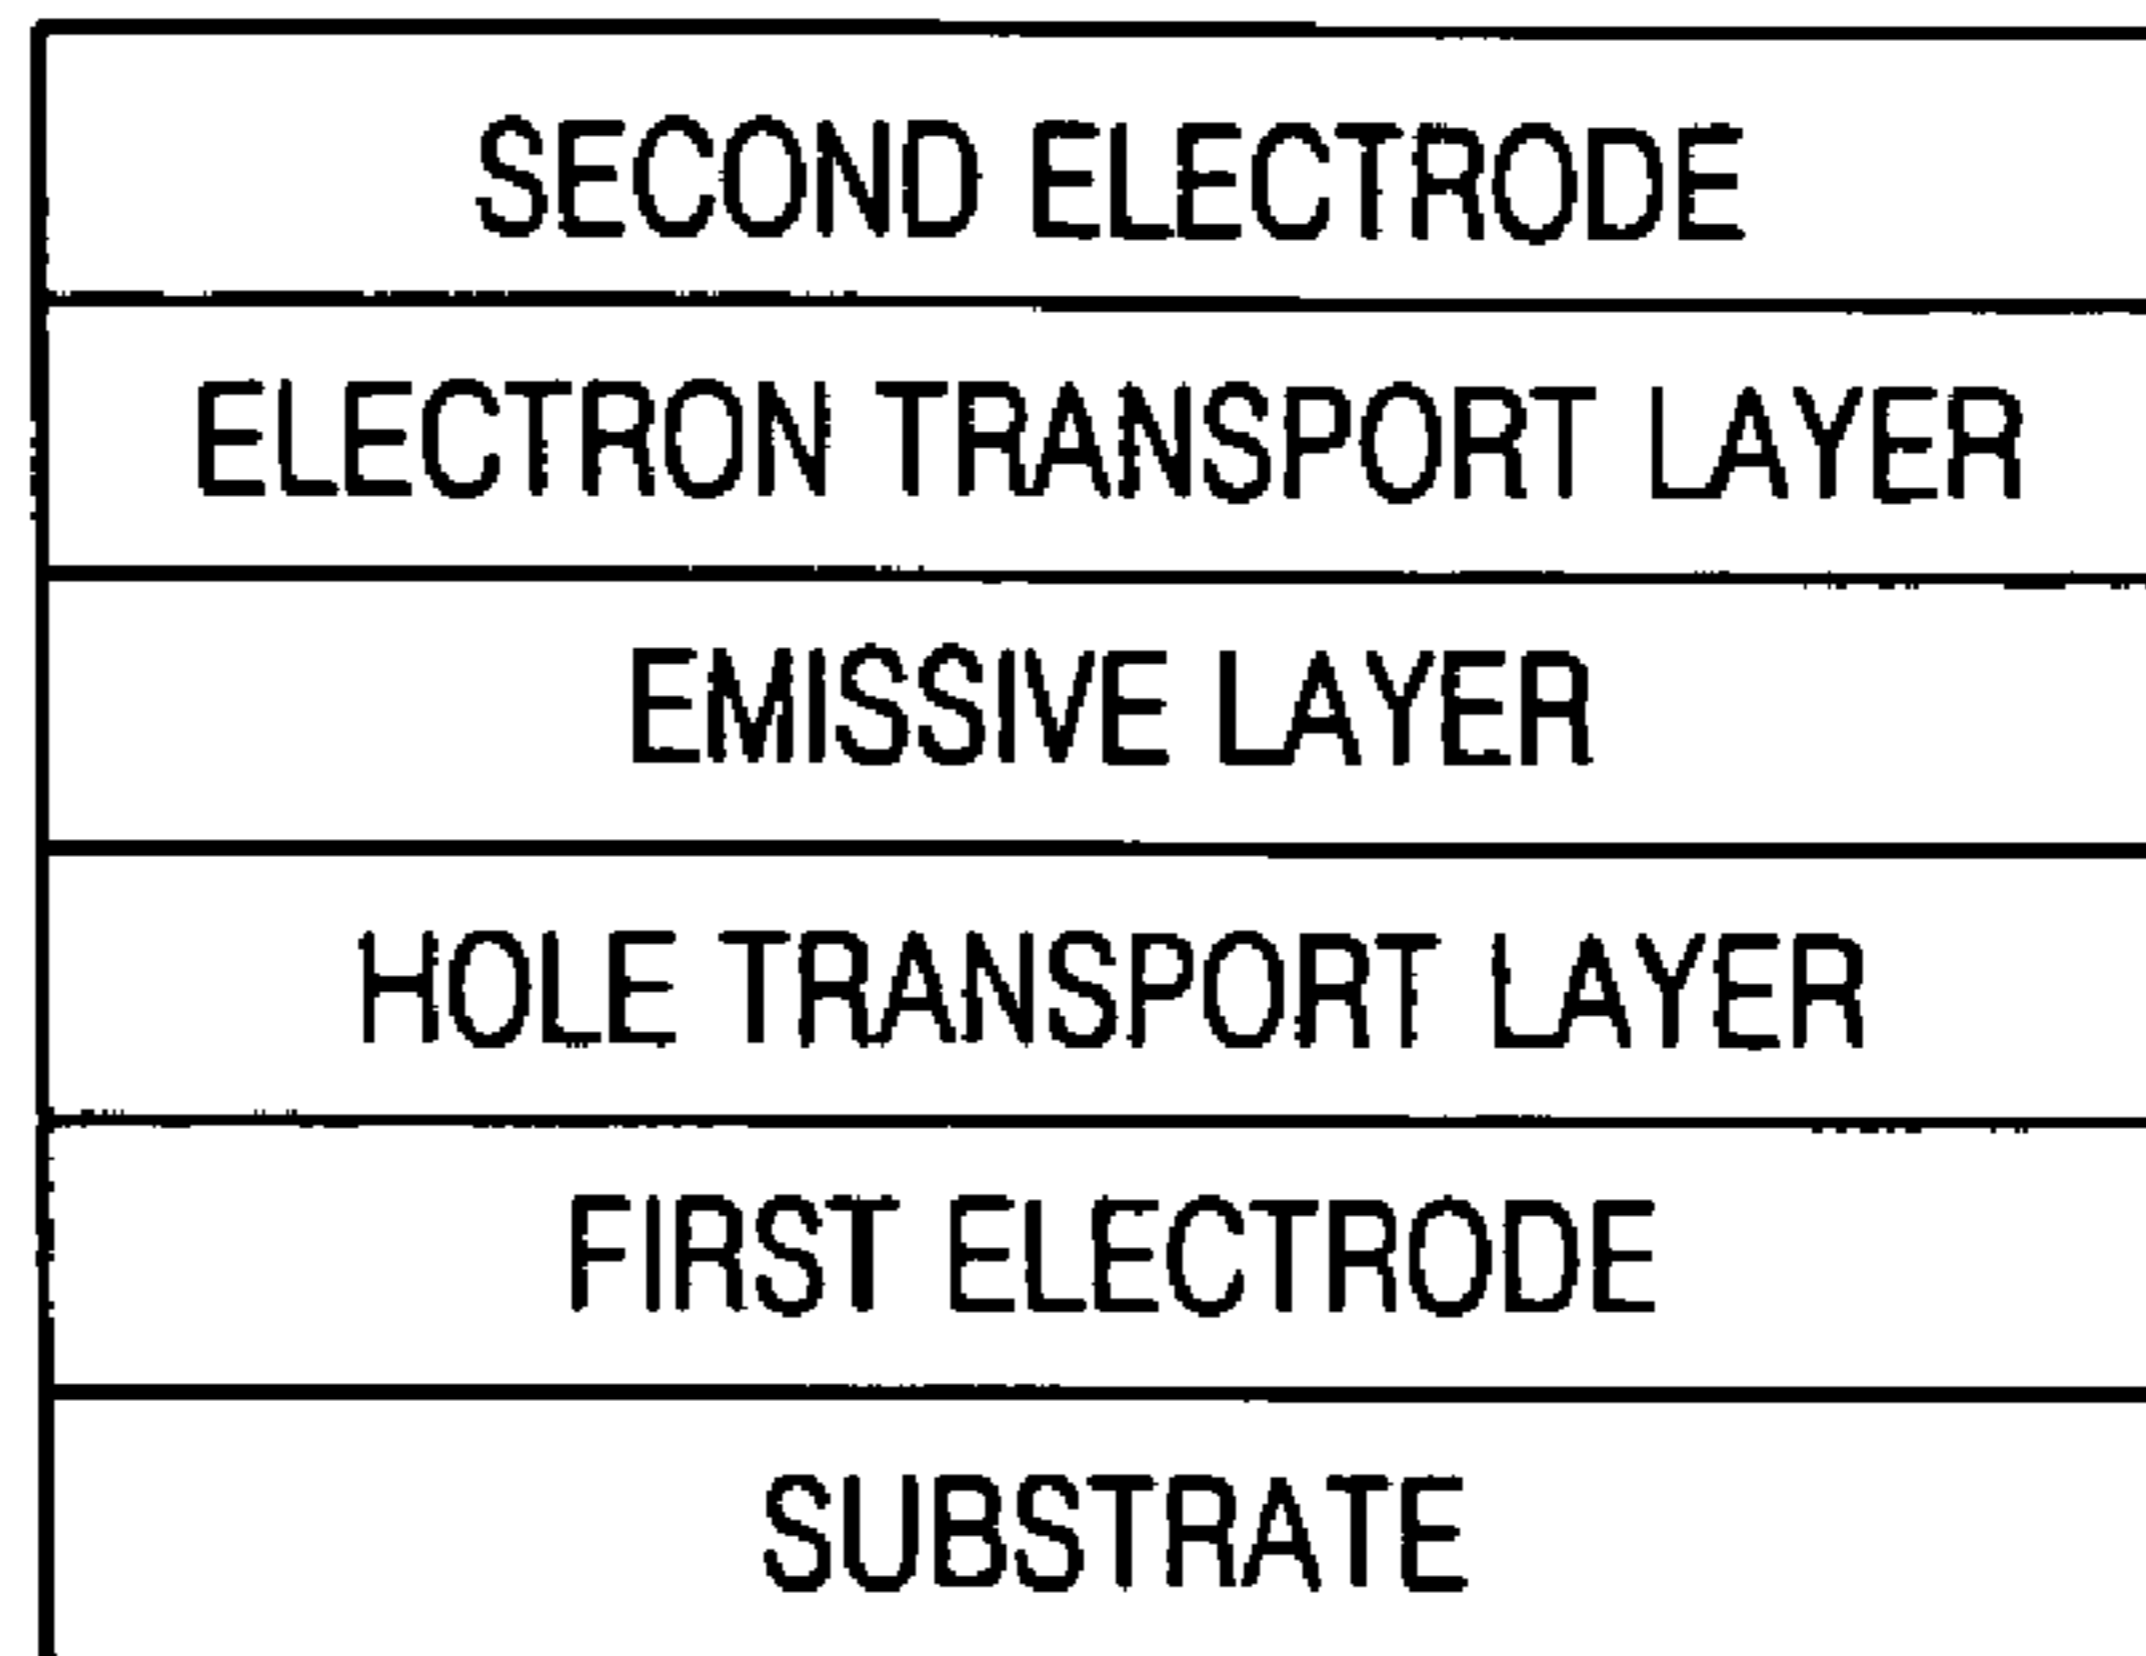 SECOND ELECTRODE
ELECTRON TRANSPORT LAYER
EMISSIVE LAYER
HOLE TRANSPORT LAYER
FIRST ELECTRODE
SUBSTRATE